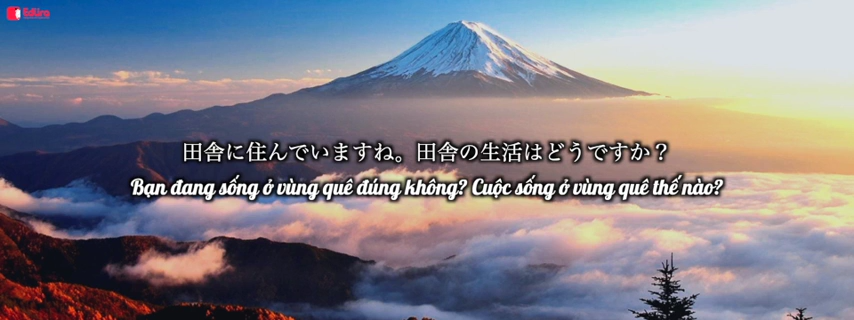 Edura
田舎に住んでいますね。田舎の生活はどうですか？
Bạn đang sống ở vùng quê đúng không? Cuộc sống ở vùng quê thế nào?